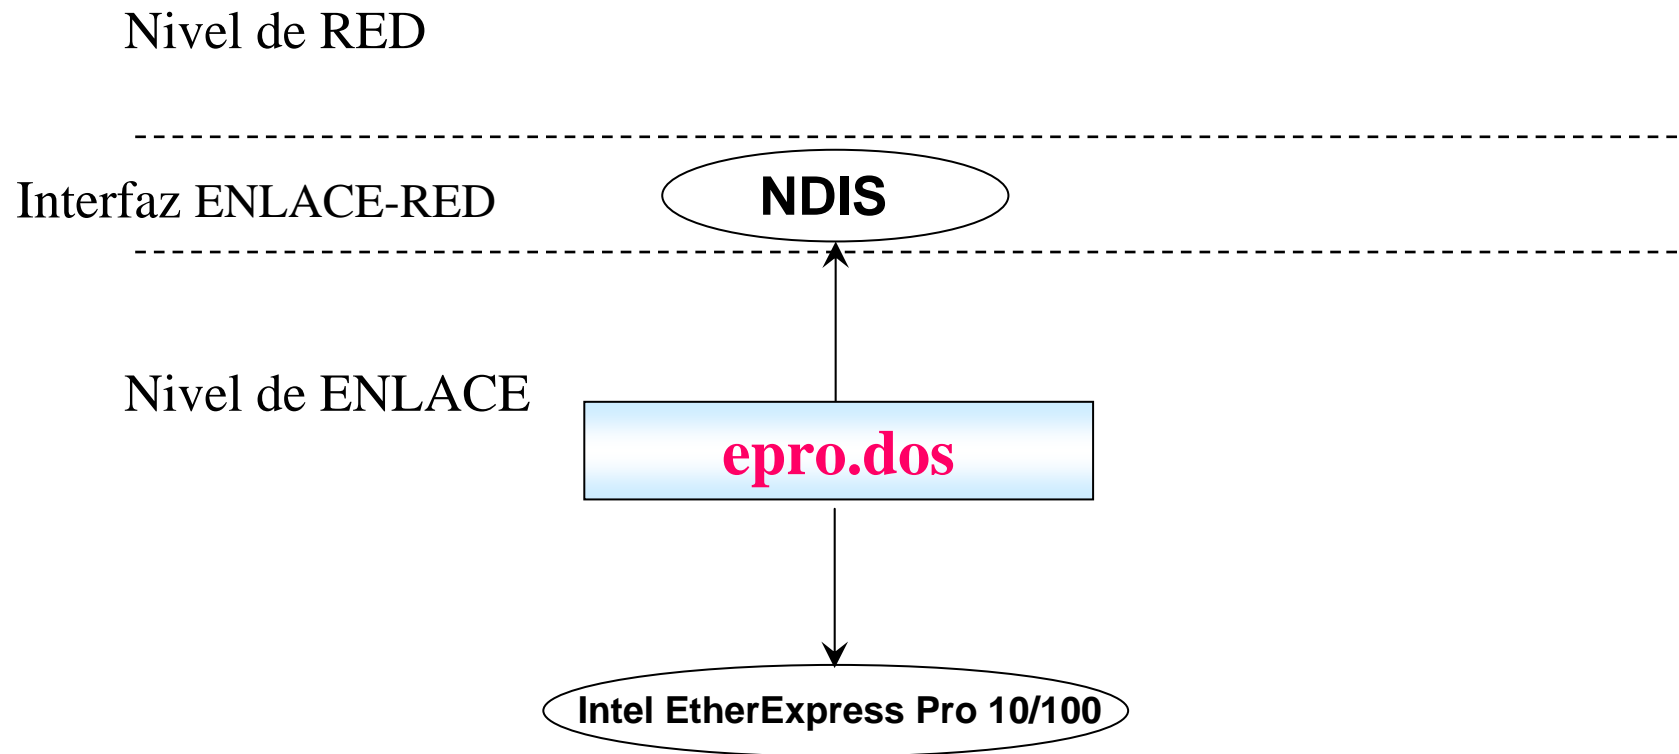 Nivel de RED
Interfaz ENLACE-RED
NDIS
Nivel de ENLACE
epro.dos
Intel EtherExpress Pro 10/100